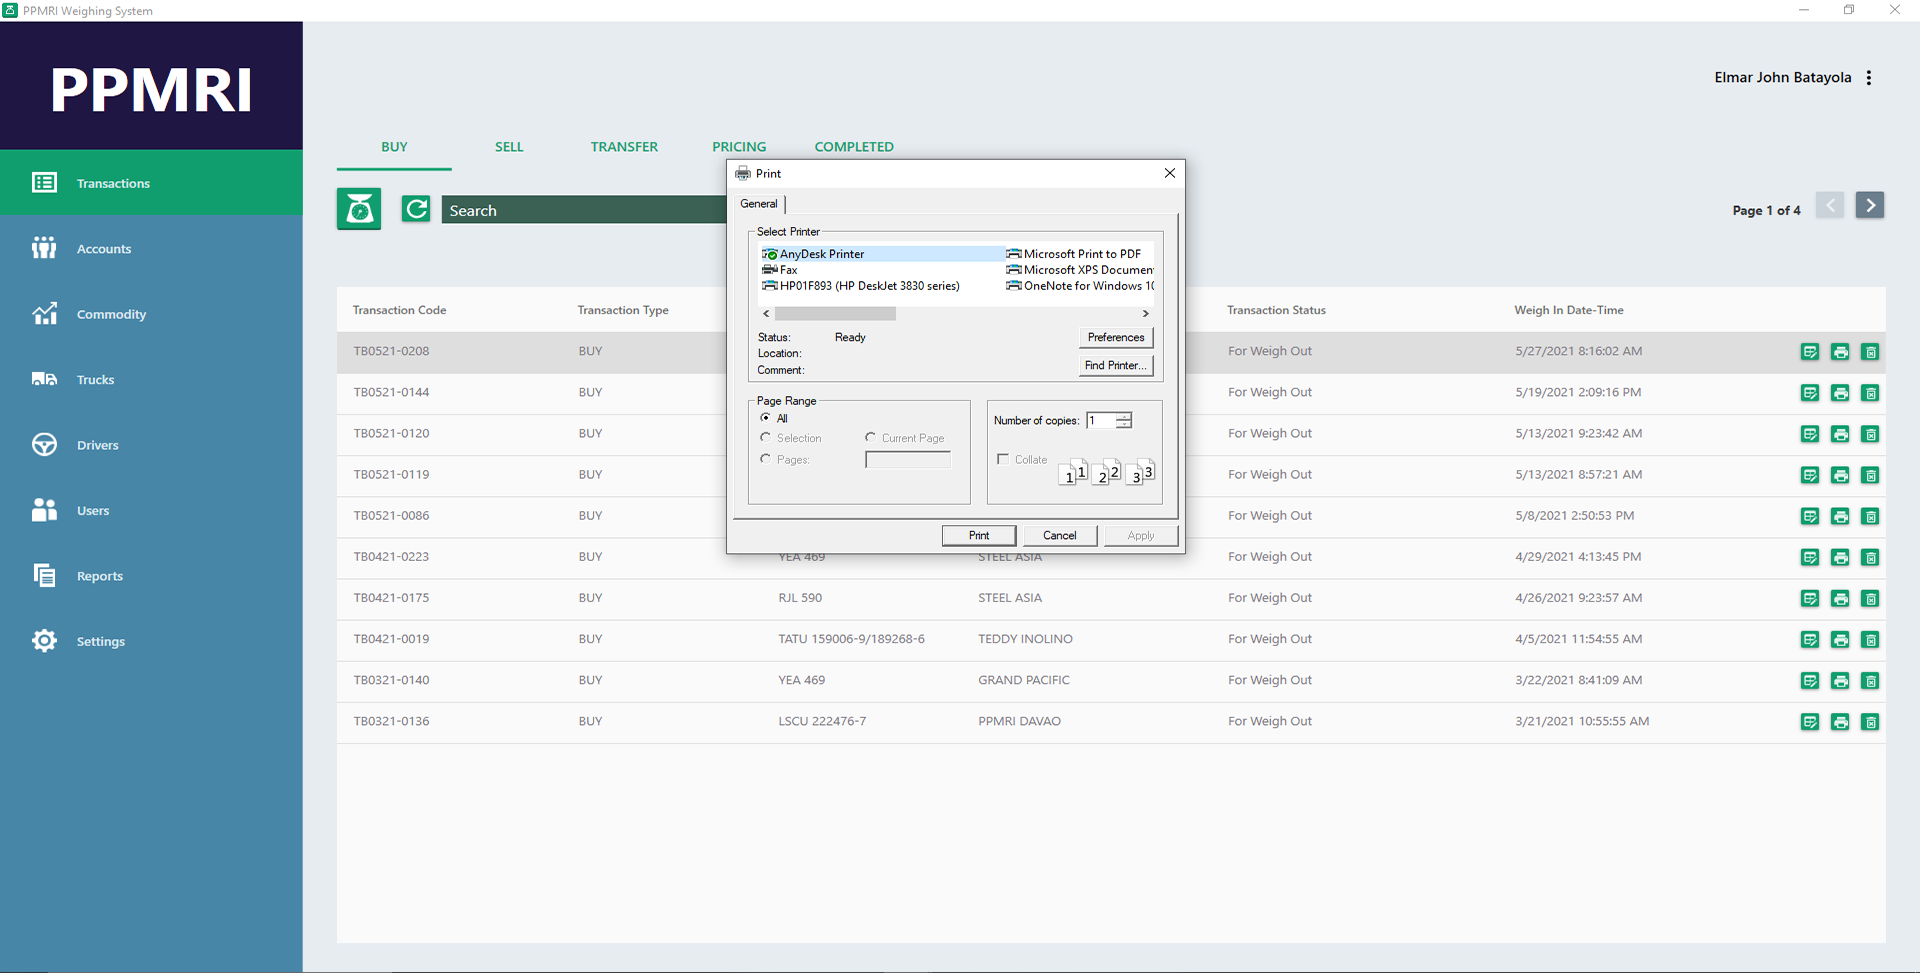 PPMRI Weighing System
PPMRI
Elmar John Batayola
Transactions
Accounts
Commodity
Trucks
Drivers
Users
Reports
Settings
BUY SELL TRANSFER PRICING COMPLETED
Search
Page 1 of 4
Transaction Code Transaction Type Transaction Status Weigh In Date-Time
TB0521-0208 BUY For Weigh Out 5/27/2021 8:16:02 AM
TB0521-0144 BUY For Weigh Out 5/19/2021 2:09:16 PM
TB0521-0120 BUY For Weigh Out 5/13/2021 9:23:42 AM
TB0521-0119 BUY For Weigh Out 5/13/2021 8:57:21 AM
TB0521-0086 BUY For Weigh Out 5/8/2021 2:50:53 PM
TB0421-0223 BUY YEA 469 STEEL ASIA For Weigh Out 4/29/2021 4:13:45 PM
TB0421-0175 BUY RJL 590 STEEL ASIA For Weigh Out 4/26/2021 9:23:57 AM
TB0421-0019 BUY TATU 159006-9/189268-6 TEDDY INOLINO For Weigh Out 4/5/2021 11:54:55 AM
TB0321-0140 BUY YEA 469 GRAND PACIFIC For Weigh Out 3/22/2021 8:41:09 AM
TB0321-0136 BUY LSCU 222476-7 PPMRI DAVAO For Weigh Out 3/21/2021 10:55:55 AM
Print
General
Select Printer
AnyDesk Printer Microsoft Print to PDF
Fax Microsoft XPS Documen
HP01F893 (HP DeskJet 3830 series) OneNote for Windows 10
Status: Ready Preferences
Location:
Comment: Find Printer...
Page Range
All Number of copies: 1
Selection Current Page
Pages: Collate
1 1 2 2 3 3
Print Cancel Apply